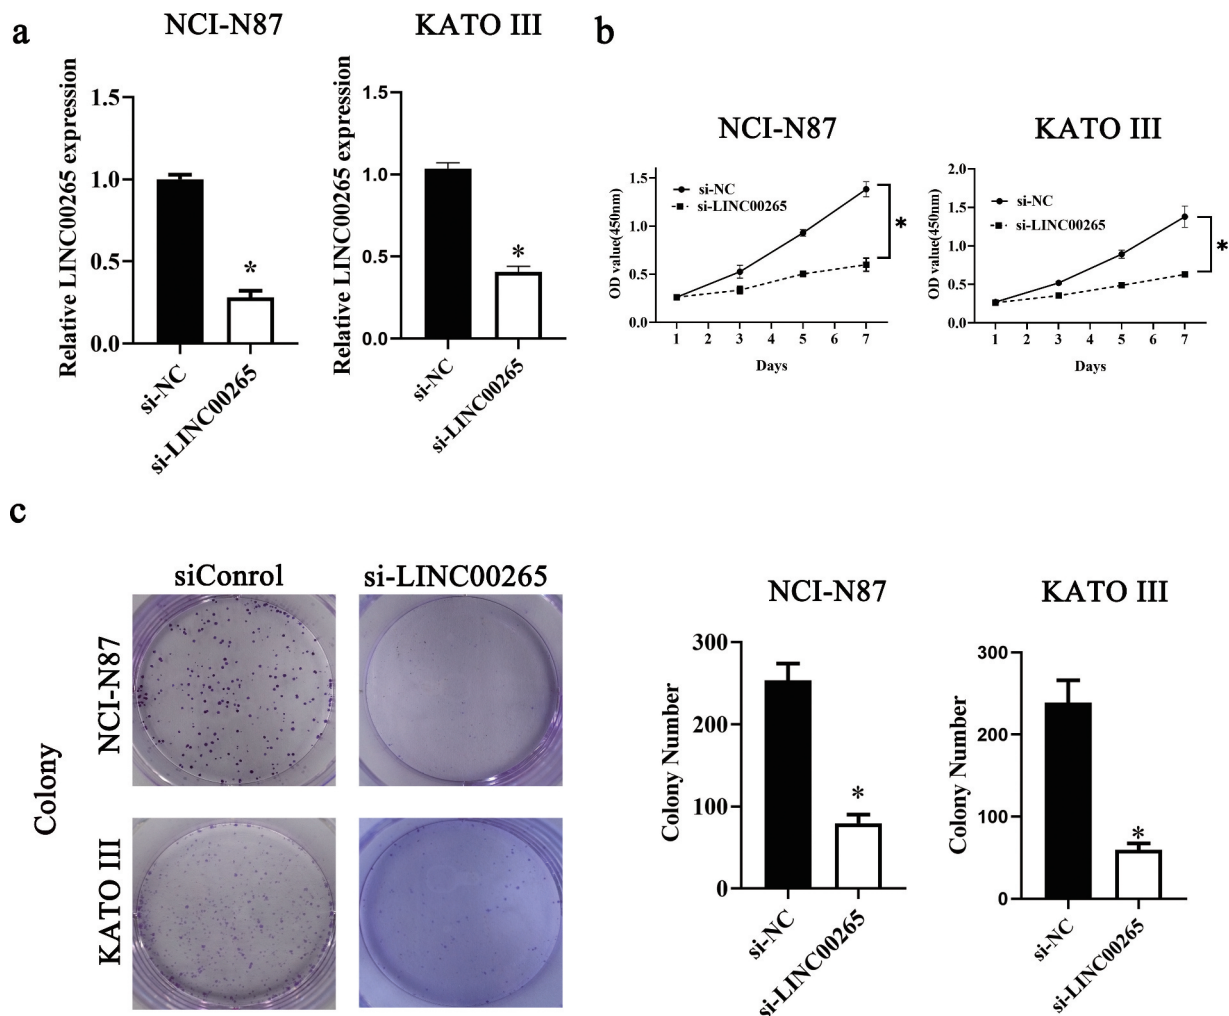 a
NCI-N87
KATO III
b
Relative LINC00265 expression
1.5
1.0
0.5
0.0
*
si-NC
si-LINC00265
Relative LINC00265 expression
1.5
1.0
0.5
0.0
*
si-NC
si-LINC00265
NCI-N87
OD value(450nm)
1.5
1.0
0.5
0.0
si-NC
si-LINC00265
*
1 2 3 4 5 6 7
Days
KATO III
OD value(450nm)
2.0
1.5
1.0
0.5
0.0
si-NC
si-LINC00265
*
1 2 3 4 5 6 7
Days
c
siConrol
si-LINC00265
Colony
NCI-N87
KATO III
NCI-N87
Colony Number
300
200
100
0
*
si-NC
si-LINC00265
KATO III
Colony Number
300
200
100
0
*
si-NC
si-LINC00265